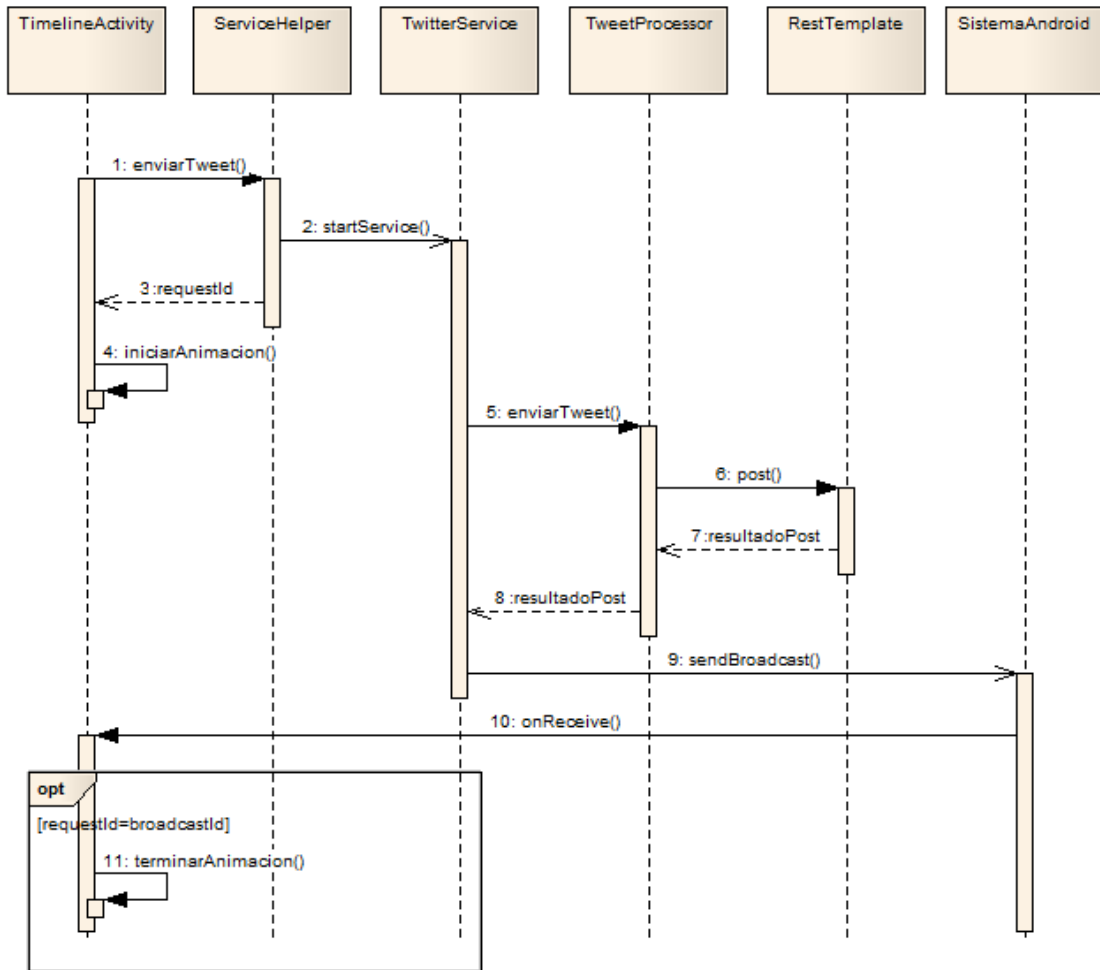 TimelineActivity
ServiceHelper
TwitterService
TweetProcessor
RestTemplate
SistemaAndroid
1: enviarTweet()
2: startService()
3:requestId
4: iniciarAnimacion()
5: enviarTweet()
6: post()
7:resultadoPost
8 :resultadoPost
9: sendBroadcast()
10: onReceive()
opt
[requestId=broadcastId]
11: terminarAnimacion()